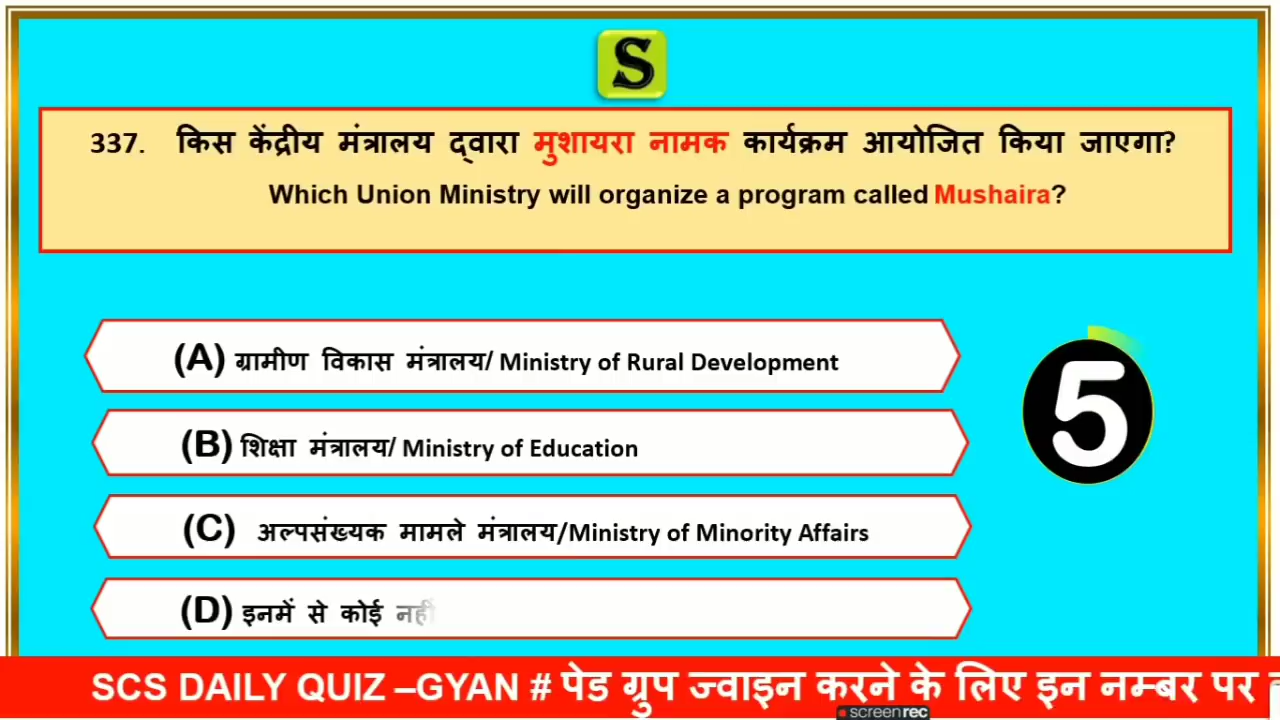 S
337. किस केंद्रीय मंत्रालय द्वारा मुशायरा नामक कार्यक्रम आयोजित किया जाएगा?
Which Union Ministry will organize a program called Mushaira?
(A) ग्रामीण विकास मंत्रालय/ Ministry of Rural Development
5
(B) शिक्षा मंत्रालय/ Ministry of Education
(C) अल्पसंख्यक मामले मंत्रालय/Ministry of Minority Affairs
(D) इनमें से कोई नहीं
SCS DAILY QUIZ –GYAN # पेड ग्रुप ज्वाइन करने के लिए इन नम्बर पर
screenrec